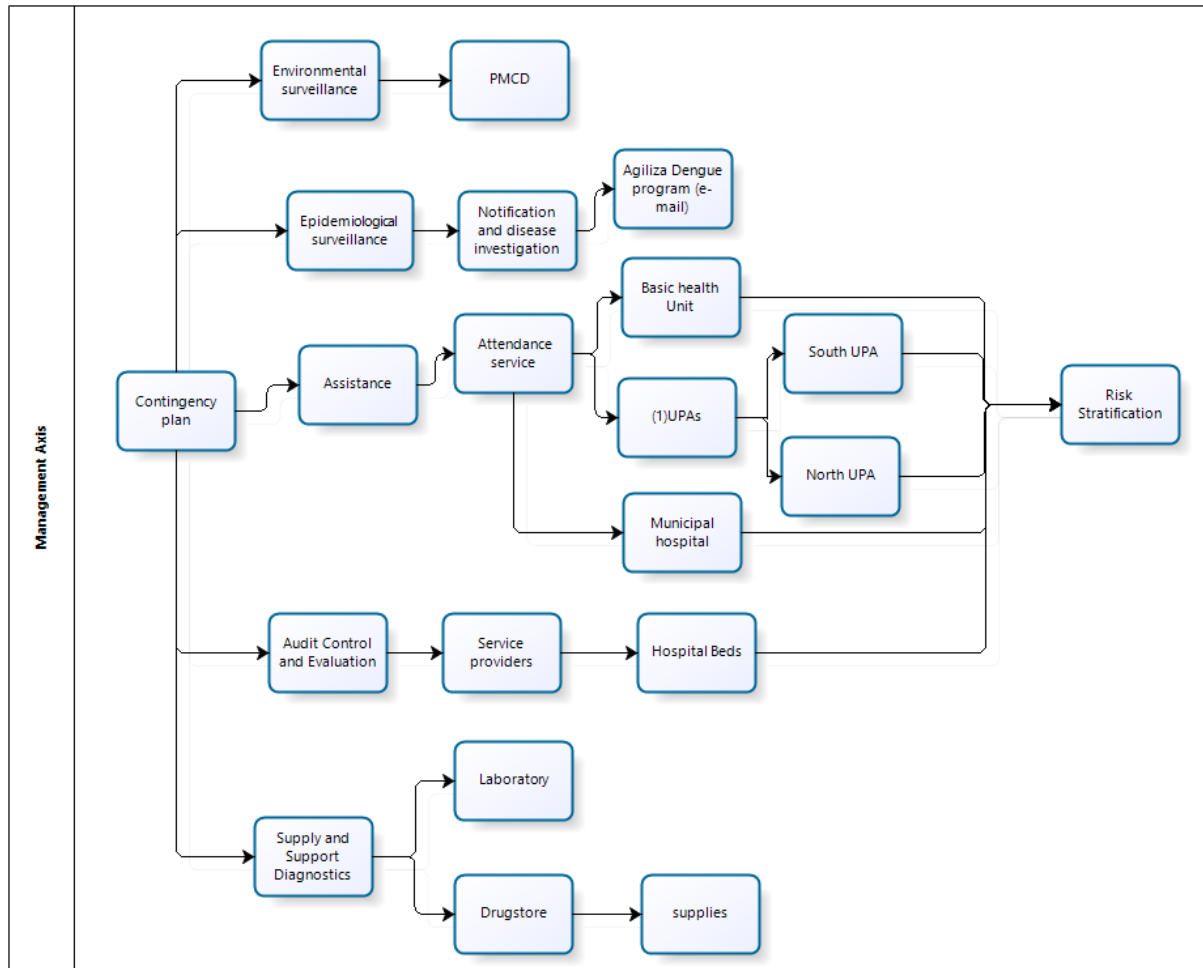 Management Axis
Contingency
plan
Environmental
surveillance
PMCD
Epidemiological
surveillance
Notification
and disease
investigation
Agiliza Dengue
program (e-
mail)
Assistance
Attendance
service
Basic health
Unit
(1)UPAs
South UPA
North UPA
Municipal
hospital
Risk
Stratification
Audit Control
and Evaluation
Service
providers
Hospital Beds
Supply and
Support
Diagnostics
Laboratory
Drugstore
supplies